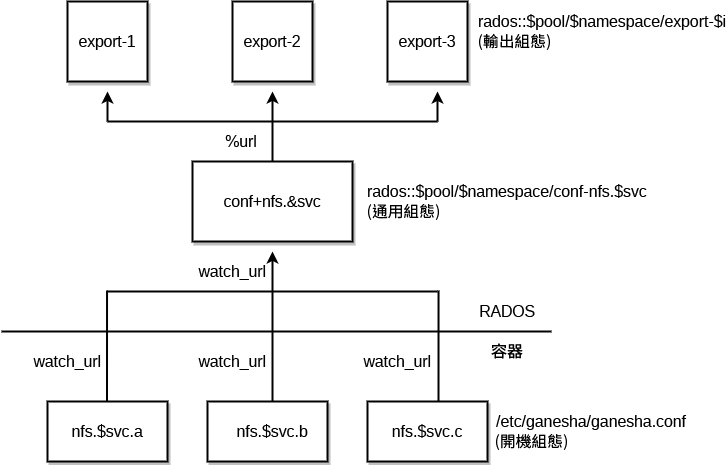 export-1
export-2
export-3
rados::$pool/$namespace/export-$i
(輸出組態)
%url
conf+nfs.&svc
rados::$pool/$namespace/conf-nfs.$svc
(通用組態)
watch_url
RADOS
容器
watch_url
watch_url
watch_url
nfs.$svc.a
nfs.$svc.b
nfs.$svc.c
/etc/ganesha/ganesha.conf
(開機組態)